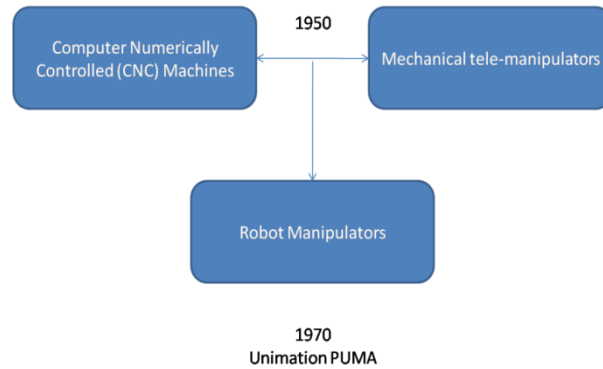 1950
Computer Numerically
Controlled (CNC) Machines
Mechanical tele-manipulators
Robot Manipulators
1970
Unimation PUMA